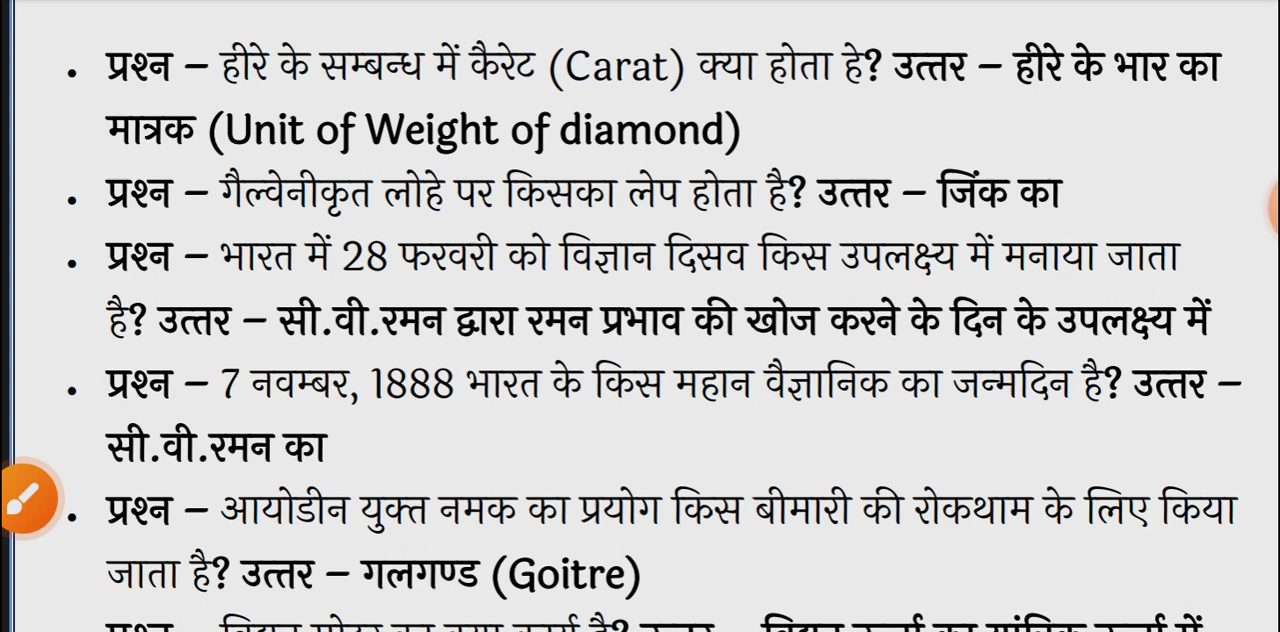 • प्रश्न – हीरे के सम्बन्ध में कैरेट (Carat) क्या होता हे? उत्तर – हीरे के भार का
मात्रक (Unit of Weight of diamond)
• प्रश्न – गैल्वेनीकृत लोहे पर किसका लेप होता है? उत्तर – जिंक का
• प्रश्न – भारत में 28 फरवरी को विज्ञान दिसव किस उपलक्ष्य में मनाया जाता
है? उत्तर – सी.वी.रमन द्वारा रमन प्रभाव की खोज करने के दिन के उपलक्ष्य में
• प्रश्न – 7 नवम्बर, 1888 भारत के किस महान वैज्ञानिक का जन्मदिन है? उत्तर –
सी.वी.रमन का
• प्रश्न – आयोडीन युक्त नमक का प्रयोग किस बीमारी की रोकथाम के लिए किया
जाता है? उत्तर – गलगण्ड (Goitre)